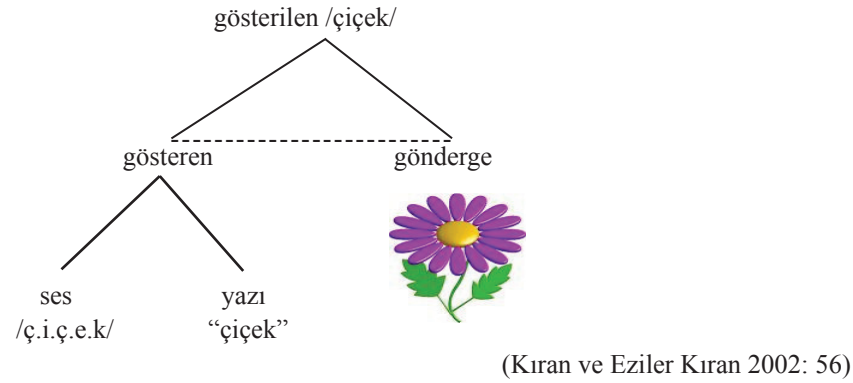 gösterilen /çiçek/
gösteren gönderge
ses yazı
/ç.i.ç.e.k/ “çiçek”
(Kıran ve Eziler Kıran 2002: 56)